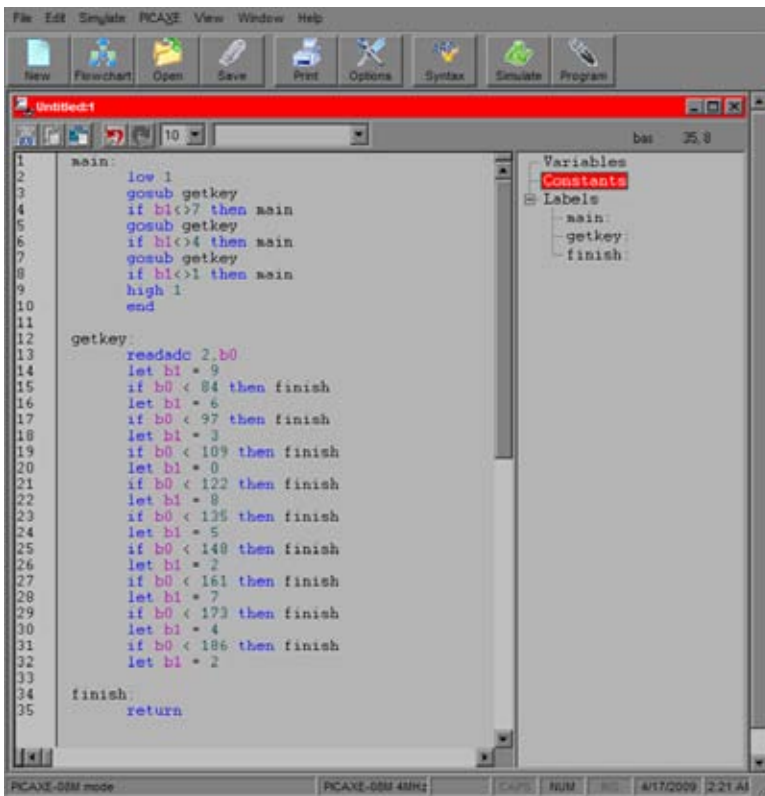 File Edit Simulate PICAXE View Window Help
New Flowchart Open Save Print Options Syntax Simulate Program
Untitled:1
10 bas 35, 8
1 main:
2 low 1
3 gosub getkey
4 if b1<>7 then main
5 gosub getkey
6 if b1<>4 then main
7 gosub getkey
8 if b1<>1 then main
9 high 1
10 end
11
12 getkey:
13 readadc 2,b0
14 let b1 = 9
15 if b0 < 84 then finish
16 let b1 = 6
17 if b0 < 97 then finish
18 let b1 = 3
19 if b0 < 109 then finish
20 let b1 = 0
21 if b0 < 122 then finish
22 let b1 = 8
23 if b0 < 135 then finish
24 let b1 = 5
25 if b0 < 148 then finish
26 let b1 = 2
27 if b0 < 161 then finish
28 let b1 = 7
29 if b0 < 173 then finish
30 let b1 = 4
31 if b0 < 186 then finish
32 let b1 = 2
33
34 finish:
35 return
Variables
Constants
Labels
main:
getkey:
finish:
PICAXE-08M mode PICAXE-08M 4MHz CAPS NUM 4/17/2009 2:21 AM